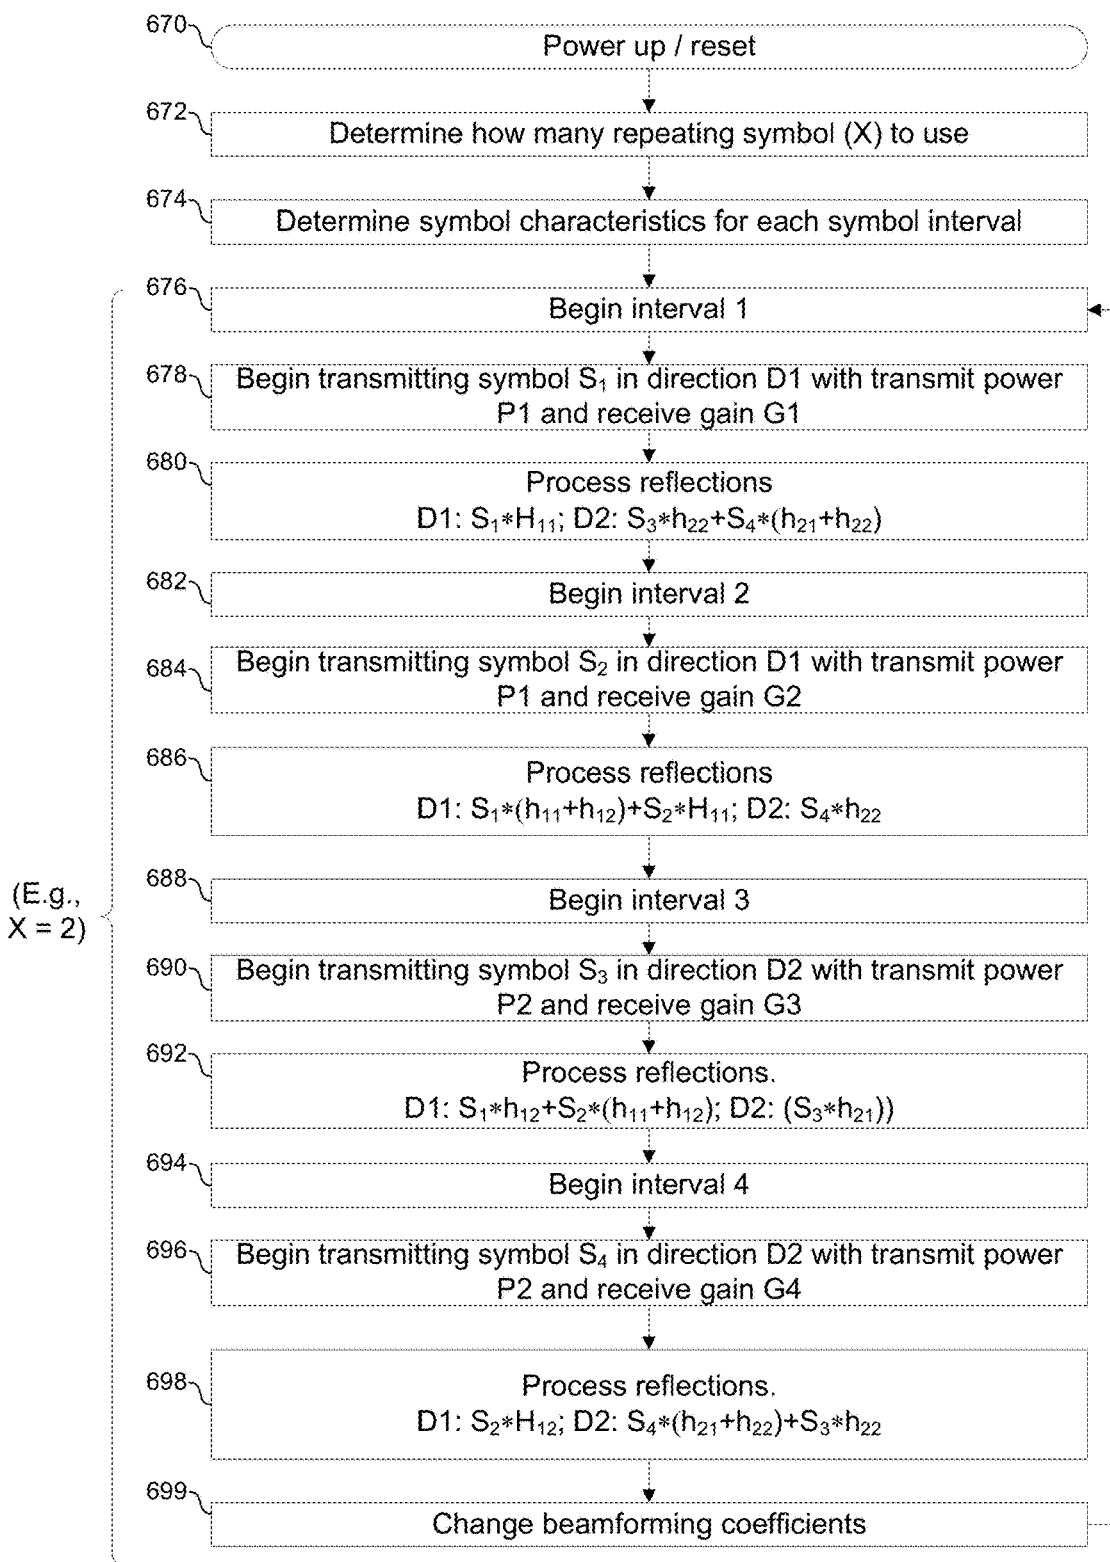 670
Power up / reset
672
Determine how many repeating symbol (X) to use
674
Determine symbol characteristics for each symbol interval
676
Begin interval 1
678
Begin transmitting symbol S₁ in direction D1 with transmit power
P1 and receive gain G1
680
Process reflections
D1: S₁*H₁₁; D2: S₃*h₂₂+S₄*(h₂₁+h₂₂)
682
Begin interval 2
684
Begin transmitting symbol S₂ in direction D1 with transmit power
P1 and receive gain G2
686
Process reflections
D1: S₁*(h₁₁+h₁₂)+S₂*H₁₁; D2: S₄*h₂₂
688
Begin interval 3
(E.g.,
X = 2)
690
Begin transmitting symbol S₃ in direction D2 with transmit power
P2 and receive gain G3
692
Process reflections.
D1: S₁*h₁₂+S₂*(h₁₁+h₁₂); D2: (S₃*h₂₁))
694
Begin interval 4
696
Begin transmitting symbol S₄ in direction D2 with transmit power
P2 and receive gain G4
698
Process reflections.
D1: S₂*H₁₂; D2: S₄*(h₂₁+h₂₂)+S₃*h₂₂
699
Change beamforming coefficients